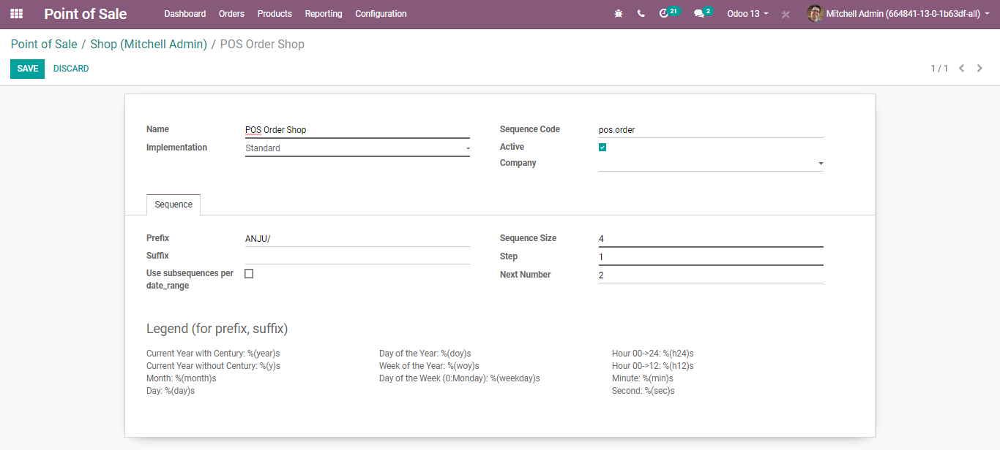 Point of Sale Dashboard Orders Products Reporting Configuration 21 2 Odoo 13 Mitchell Admin (664841-13-0-1b63df-all)
Point of Sale / Shop (Mitchell Admin) / POS Order Shop
SAVE DISCARD 1 / 1
Name POS Order Shop Sequence Code pos.order
Implementation Standard Active
Company
Sequence
Prefix ANJU/ Sequence Size 4
Suffix Step 1
Use subsequences per Next Number 2
date_range
Legend (for prefix, suffix)
Current Year with Century: %(year)s Day of the Year: %(doy)s Hour 00->24: %(h24)s
Current Year without Century: %(y)s Week of the Year: %(woy)s Hour 00->12: %(h12)s
Month: %(month)s Day of the Week (0:Monday): %(weekday)s Minute: %(min)s
Day: %(day)s Second: %(sec)s